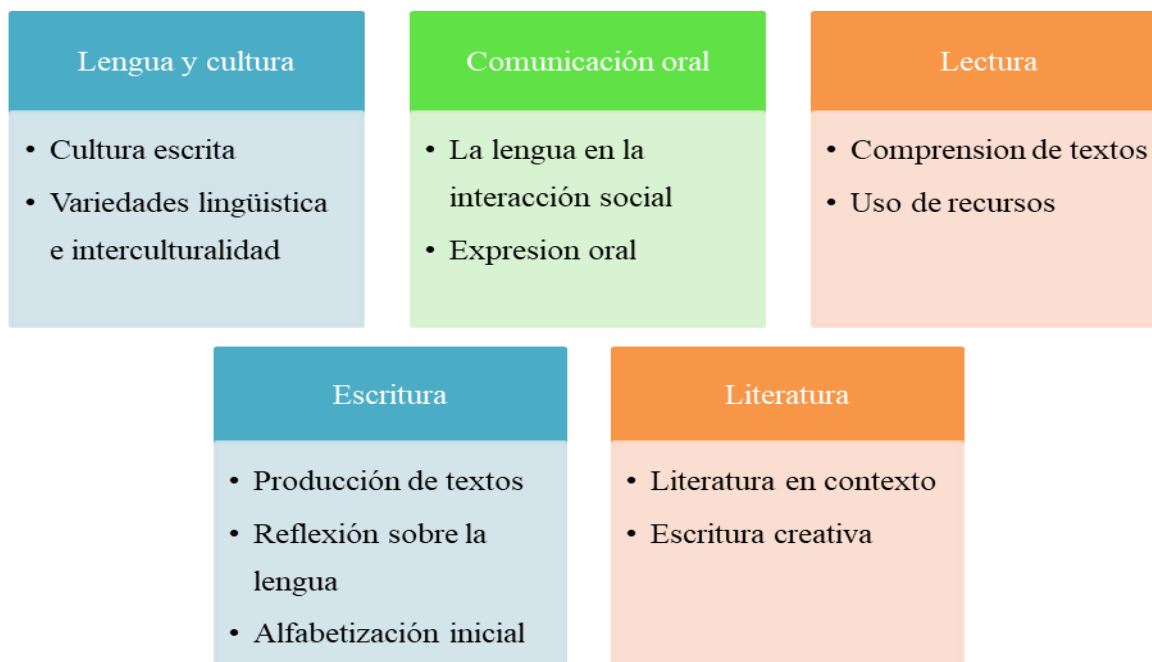 Lengua y cultura
• Cultura escrita
• Variedades lingüistica
e interculturalidad
Comunicación oral
• La lengua en la
interacción social
• Expresion oral
Lectura
• Comprension de textos
• Uso de recursos
Escritura
• Producción de textos
• Reflexión sobre la
lengua
• Alfabetización inicial
Literatura
• Literatura en contexto
• Escritura creativa